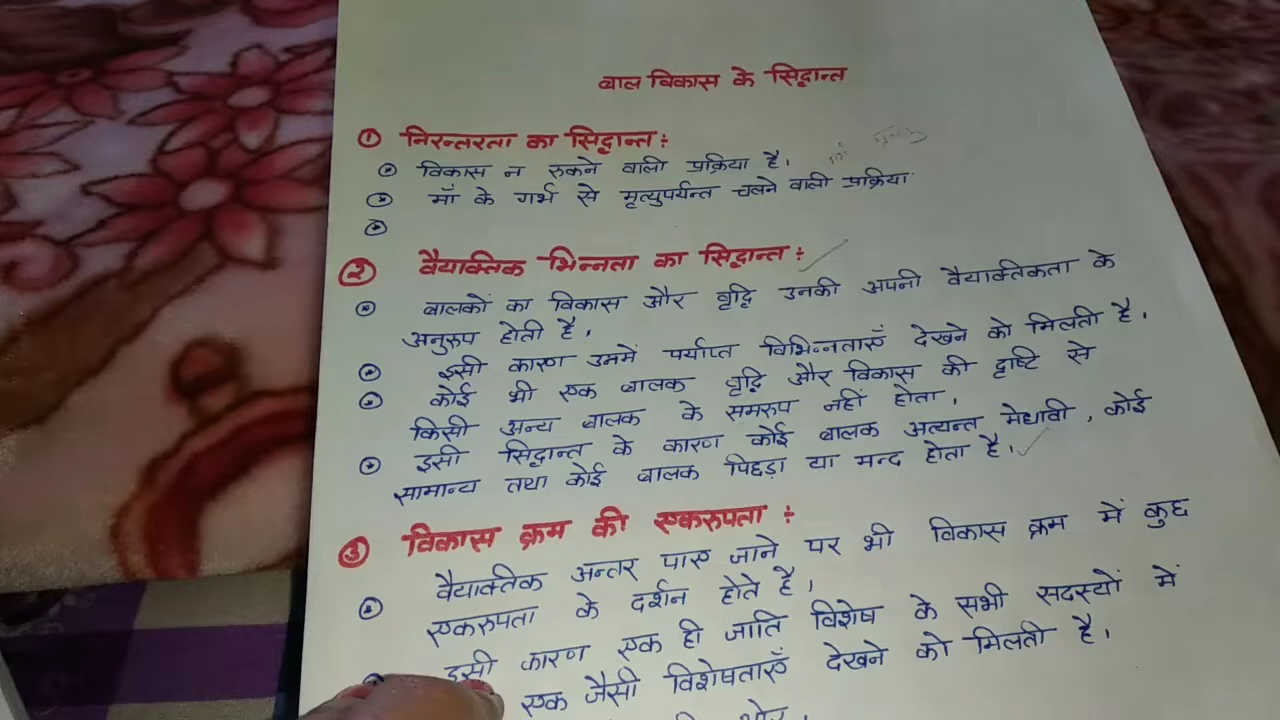 बाल विकास के सिद्वान्त
① निरन्तरता का सिद्वान्त :
विकास न रुकने वाली प्रक्रिया है।
माँ के गर्भ से मृत्युपर्यन्त चलने वाली प्रक्रिया
② वैयाक्तिक भिन्नता का सिद्वान्त :
बालकों का विकास और वृद्वि उनकी अपनी वैयाक्तिकता के
अनुरुप होती है।
इसी कारण उनमें पर्याप्त विभिन्नताएँ देखने को मिलती है।
कोई भी एक बालक वृद्वि और विकास की दृष्टि से
किसी अन्य बालक के समरुप नहीं होता।
इसी सिद्वान्त के कारण कोई बालक अत्यन्त मेधावी, कोई
सामान्य तथा कोई बालक पिछड़ा या मन्द होता है।
③ विकास क्रम की एकरुपता :
वैयाक्तिक अन्तर पाए जाने पर भी विकास क्रम में कुछ
एकरुपता के दर्शन होते है।
इसी कारण एक ही जाति विशेष के सभी सदस्यों में
एक जैसी विशेषताएँ देखने को मिलती है।